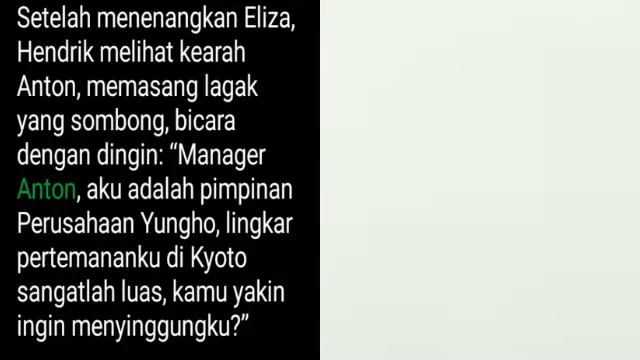 Setelah menenangkan Eliza,
Hendrik melihat kearah
Anton, memasang lagak
yang sombong, bicara
dengan dingin: “Manager
Anton, aku adalah pimpinan
Perusahaan Yungho, lingkar
pertemananku di Kyoto
sangatlah luas, kamu yakin
ingin menyinggungku?”